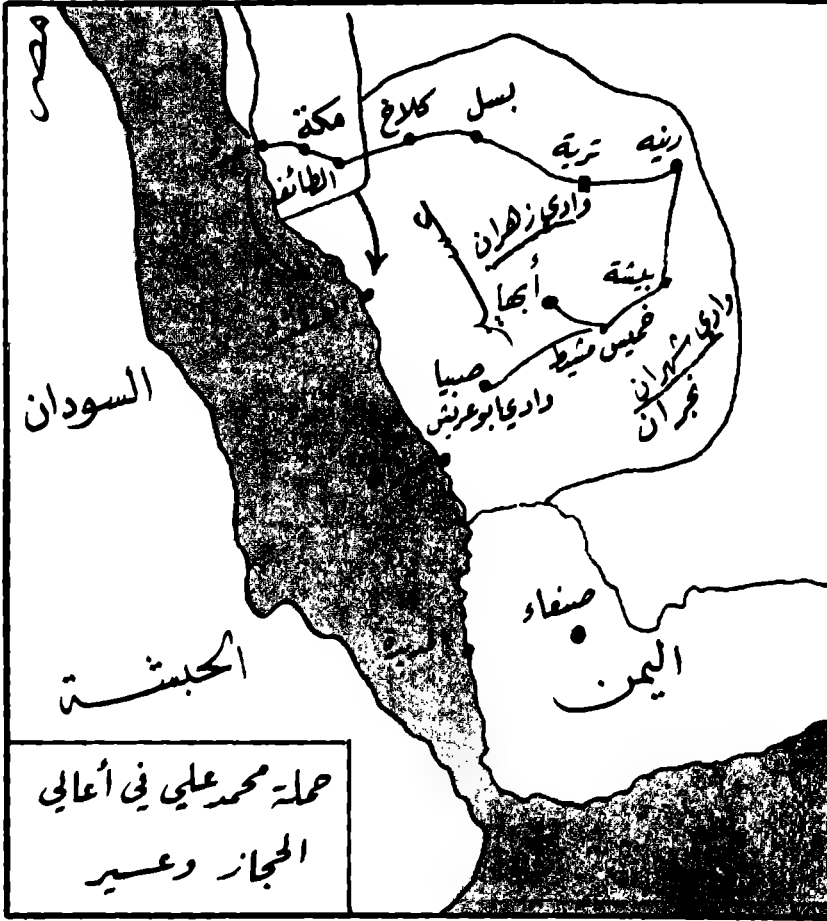 مصر
مكة
كلاخ
بسل
تربة
رنيه
الطائف
وادي زهران
بيشة
أبها
خميس مشيط
وادي شهران
نجران
صبيا
وادي ابو عريش
السودان
صنعاء
اليمن
الحبشة
حملة محمد علي في أعالي
الحجاز وعسير